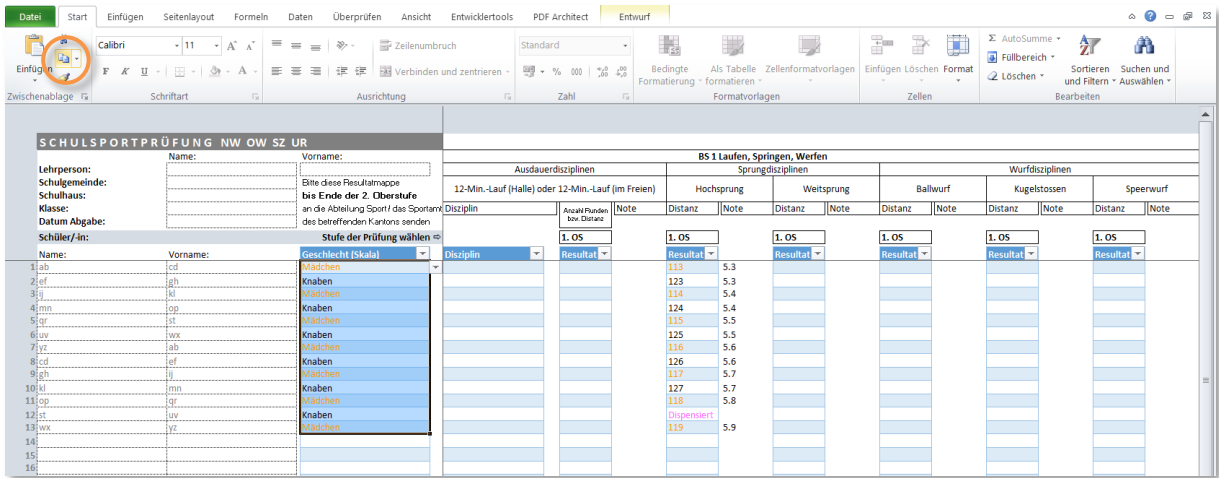 Datei Start Einfügen Seitenlayout Formeln Daten Überprüfen Ansicht Entwicklertools PDF Architect Entwurf
Calibri 11 A A Zeilenumbruch Standard Σ AutoSumme
Füllbereich
Einfügen F K U A Verbinden und zentrieren % 000 Bedingte Als Tabelle Zellenformatvorlagen Einfügen Löschen Format Löschen Sortieren Suchen und
Formatierung formatieren und Filtern Auswählen
Zwischenablage Schriftart Ausrichtung Zahl Formatvorlagen Zellen Bearbeiten
SCHULSPORTPRÜFUNG NW OW SZ UR
Name: Vorname: BS 1 Laufen, Springen, Werfen
Lehrperson: Ausdauerdisziplinen Sprungdisziplinen Wurfdisziplinen
Schulgemeinde: Bitte diese Resultatmappe
Schulhaus: bis Ende der 2. Oberstufe 12-Min.-Lauf (Halle) oder 12-Min.-Lauf (im Freien) Hochsprung Weitsprung Ballwurf Kugelstossen Speerwurf
Klasse: an die Abteilung Sport / das Sportamt Disziplin Anzahl Runden bzw. Distanz Note Distanz Note Distanz Note Distanz Note Distanz Note Distanz Note
Datum Abgabe: des betreffenden Kantons senden
Schüler/-in: Stufe der Prüfung wählen ⇨ 1. OS 1. OS 1. OS 1. OS 1. OS 1. OS
Name: Vorname: Geschlecht (Skala) Disziplin Resultat Resultat Resultat Resultat Resultat Resultat
1 ab cd Mädchen 113 5.3
2 ef gh Knaben 123 5.3
3 ij kl Mädchen 114 5.4
4 mn op Knaben 124 5.4
5 qr st Mädchen 115 5.5
6 uv wx Knaben 125 5.5
7 yz ab Mädchen 116 5.6
8 cd ef Knaben 126 5.6
9 gh ij Mädchen 117 5.7
10 kl mn Knaben 127 5.7
11 op qr Mädchen 118 5.8
12 st uv Knaben Dispensiert
13 wx yz Mädchen 119 5.9
14
15
16